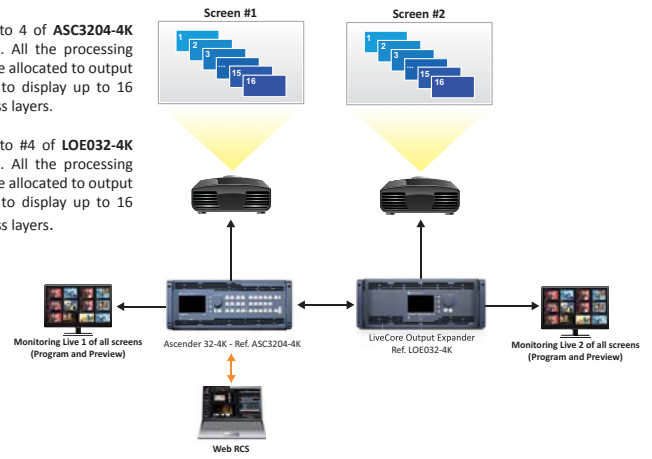 to 4 of ASC3204-4K
. All the processing
e allocated to output
to display up to 16
ss layers.
to #4 of LOE032-4K
. All the processing
e allocated to output
to display up to 16
ss layers.
Screen #1
1
2
3
...
15
16
Screen #2
1
2
3
...
15
16
Monitoring Live 1 of all screens
(Program and Preview)
Ascender 32-4K - Ref. ASC3204-4K
LiveCore Output Expander
Ref. LOE032-4K
Monitoring Live 2 of all screens
(Program and Preview)
Web RCS